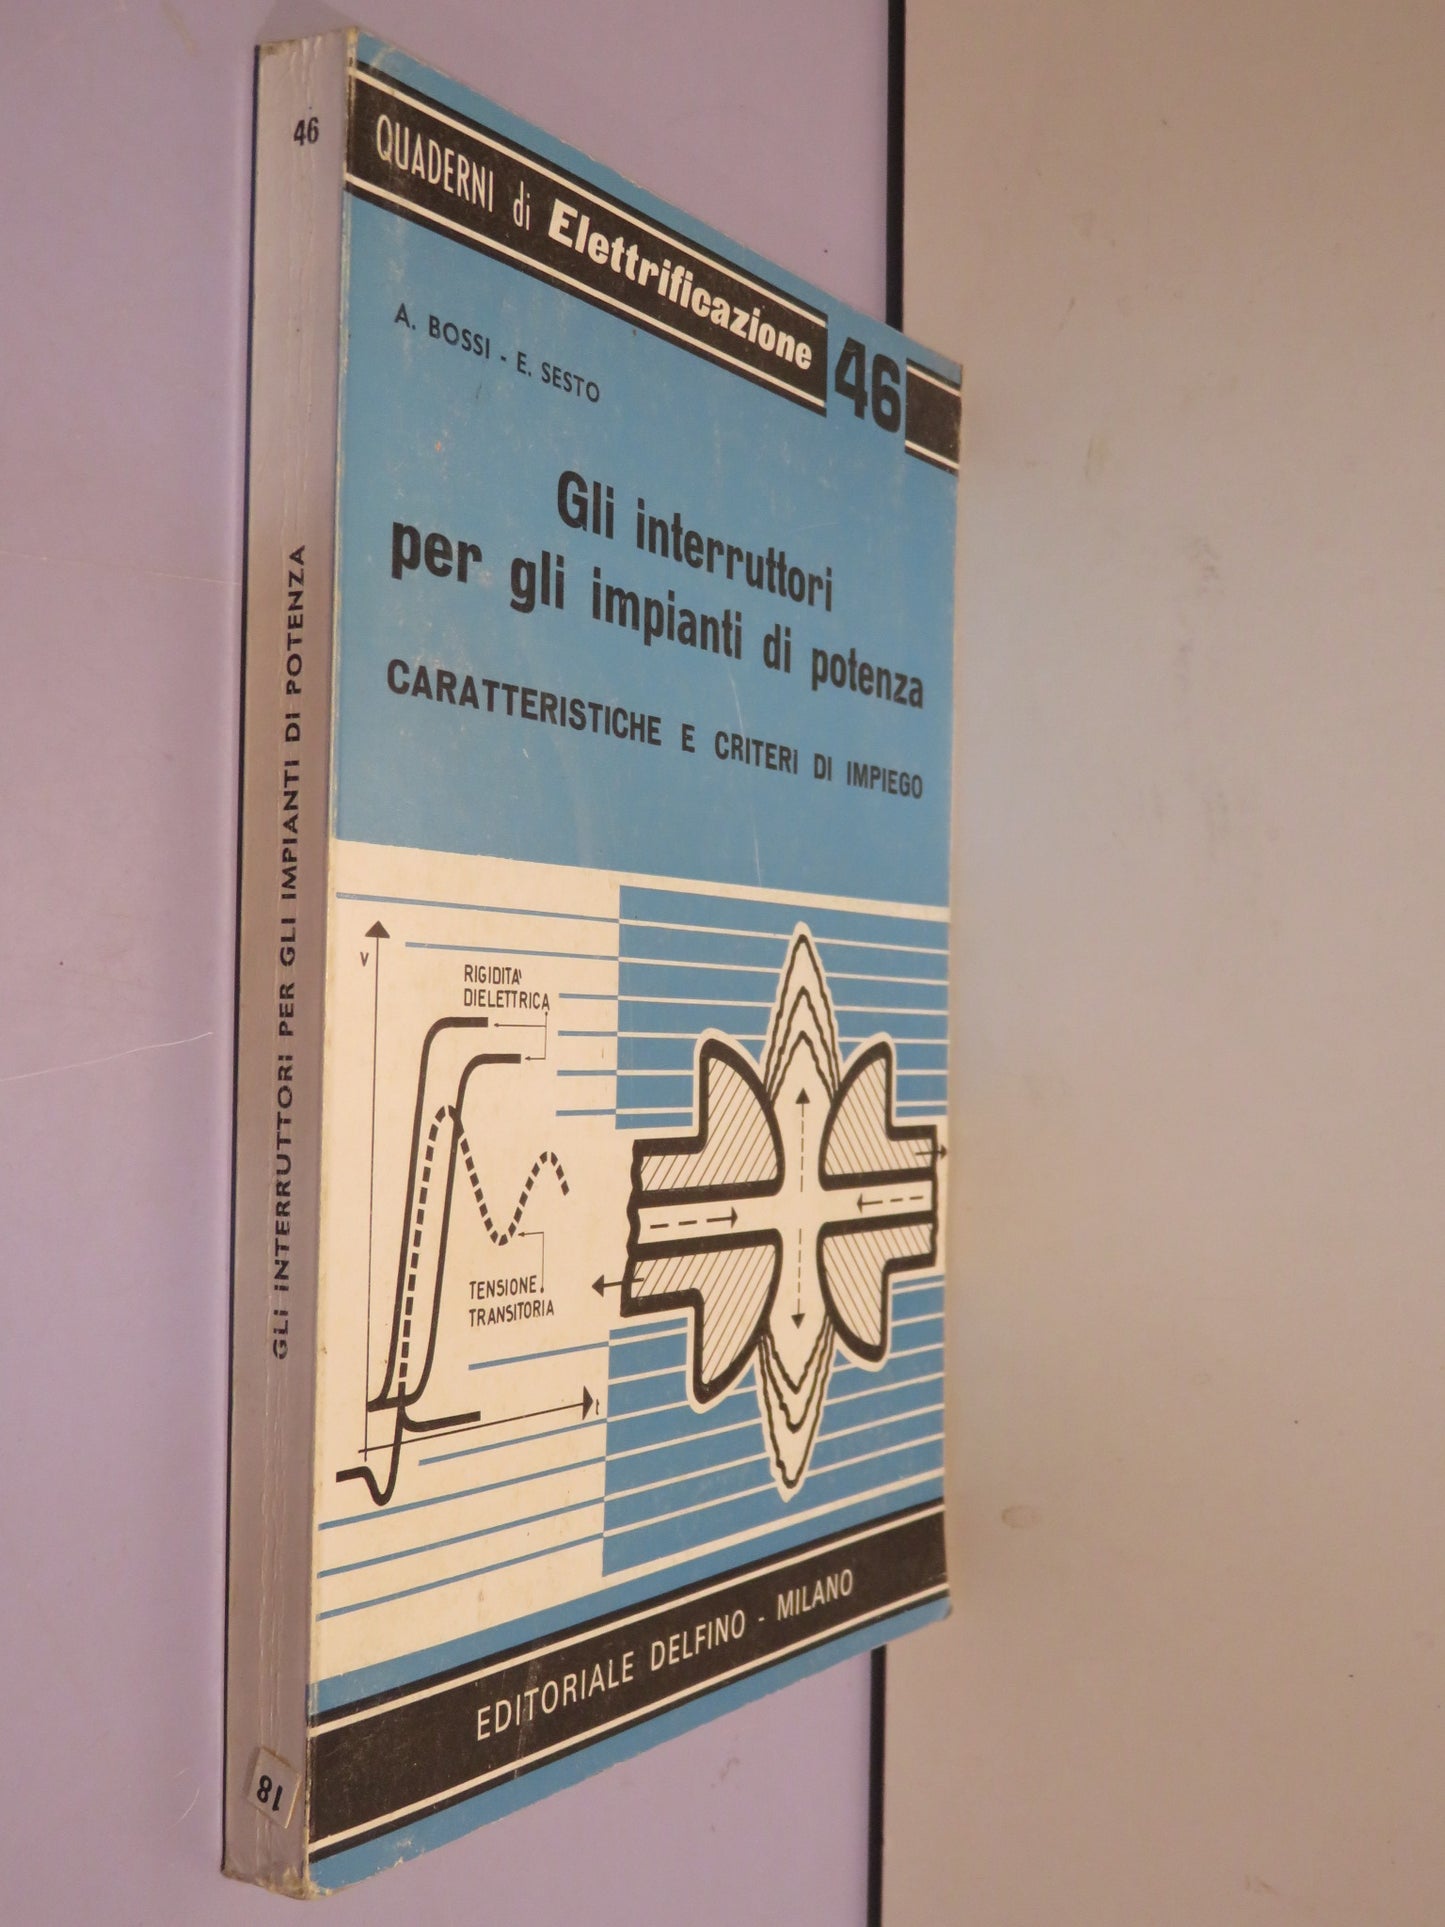 46
GLI INTERRUTTORI PER GLI IMPIANTI DI POTENZA
18
QUADERNI di Elettrificazione 46
A. BOSSI - E. SESTO
Gli interruttori
per gli impianti di potenza
CARATTERISTICHE E CRITERI DI IMPIEGO
V
RIGIDITA'
DIELETTRICA
TENSIONE
TRANSITORIA
t
EDITORIALE DELFINO - MILANO